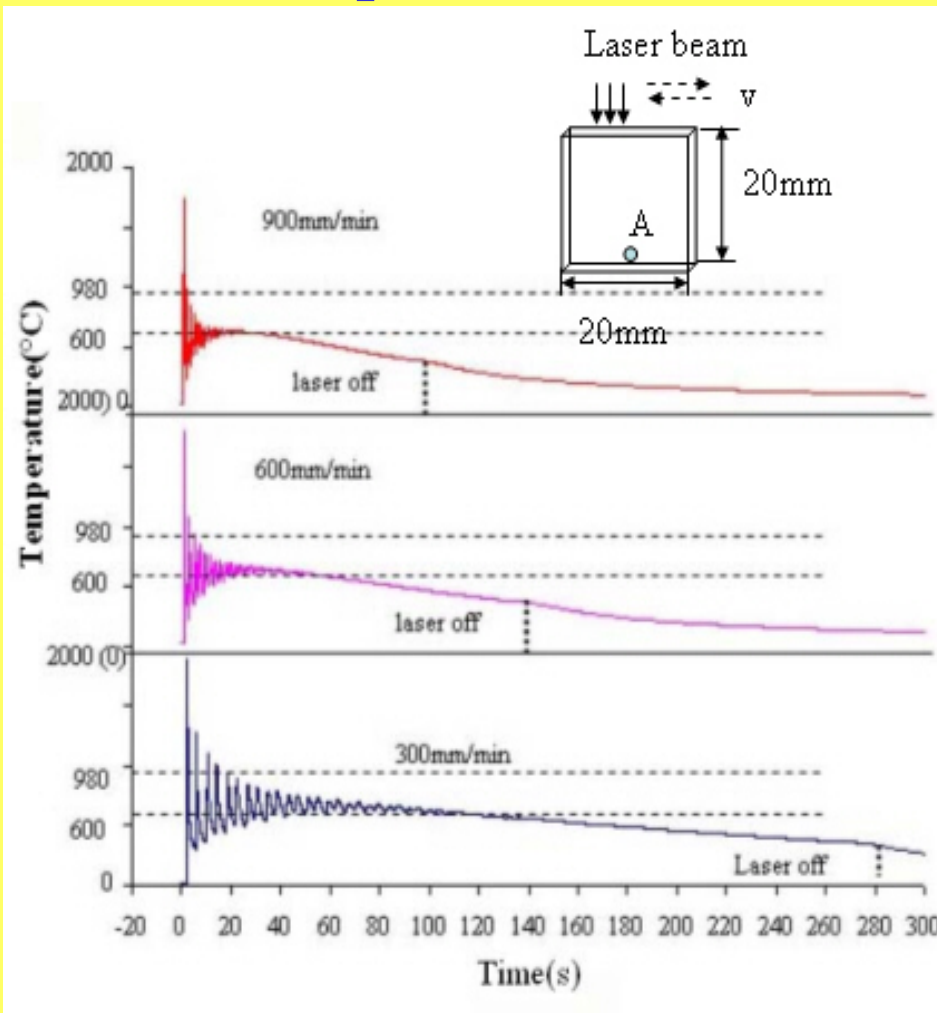 Laser beam
v
2000
20mm
900mm/min
A
980
20mm
600
laser off
2000) 0
600mm/min
980
600
laser off
2000 (0)
300mm/min
980
600
Laser off
0
-20 0 20 40 60 80 100 120 140 160 180 200 220 240 260 280 300
Time(s)
Temperature(°C)